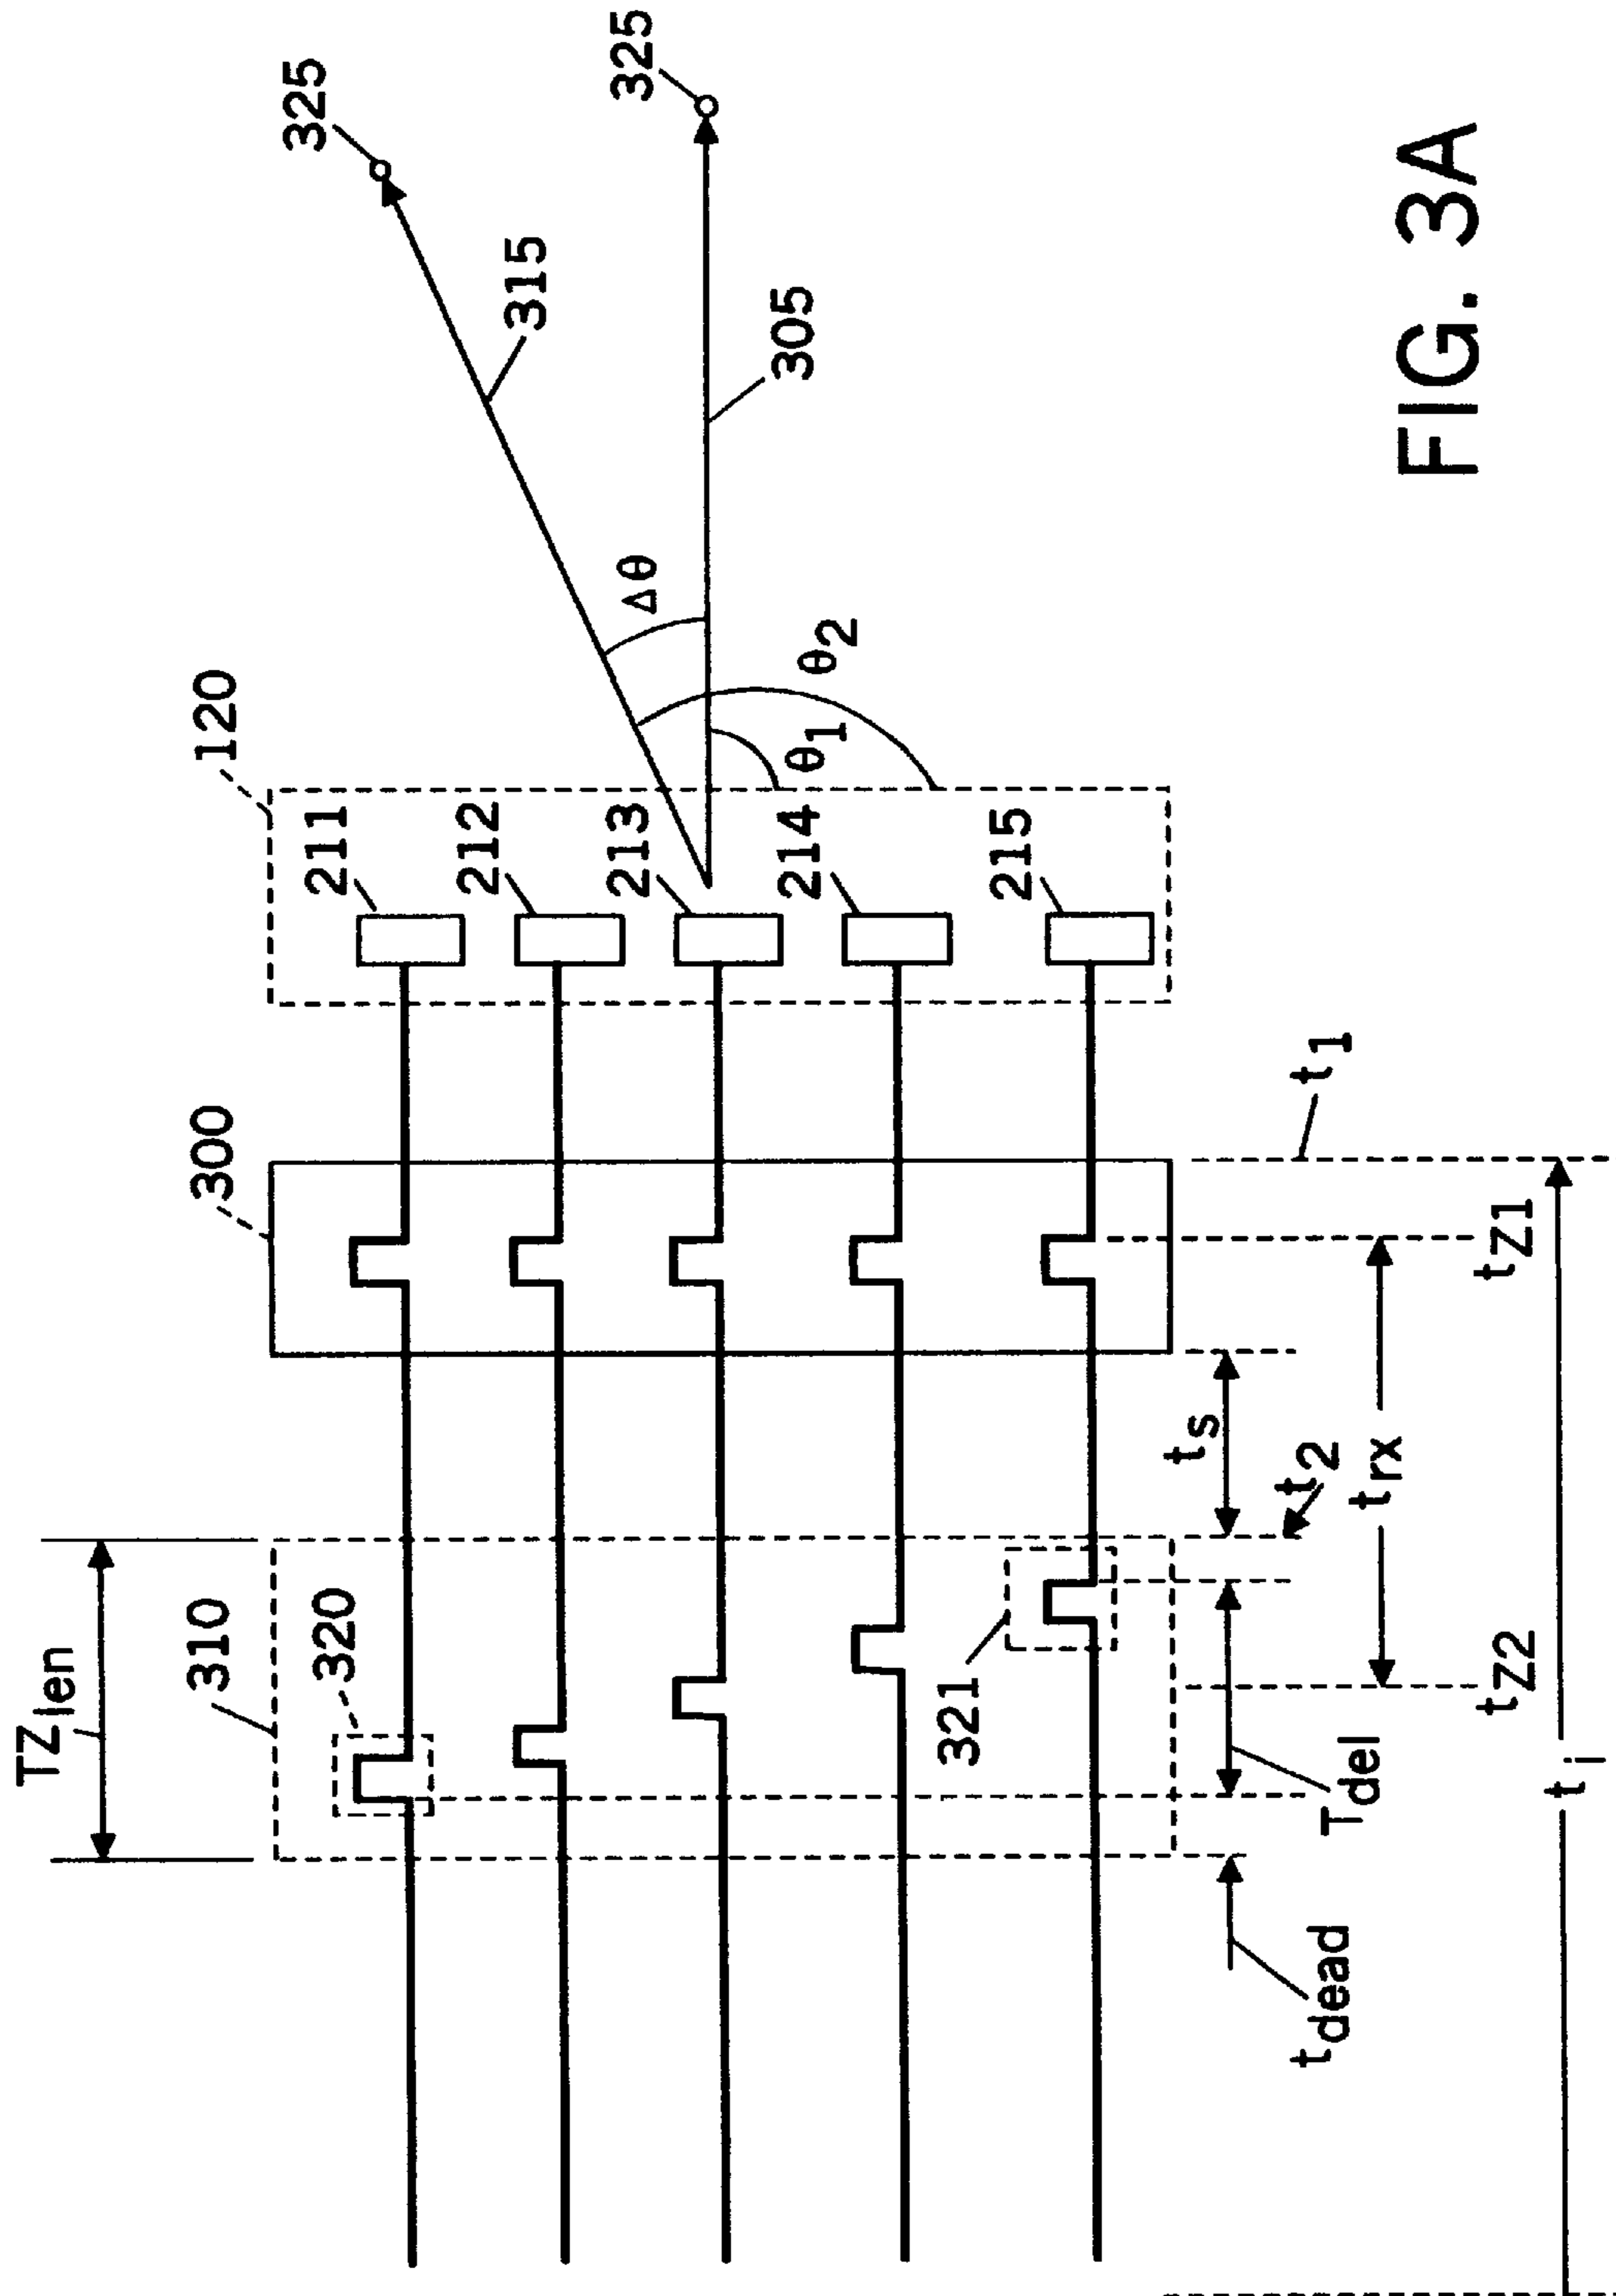 325
325
315
305
Δθ
θ2
θ1
120
211
212
213
214
215
300
t1
tZ1
ts
t2
trx
TZlen
310
320
321
tZ2
Tdel
ti
tdead
FIG. 3A